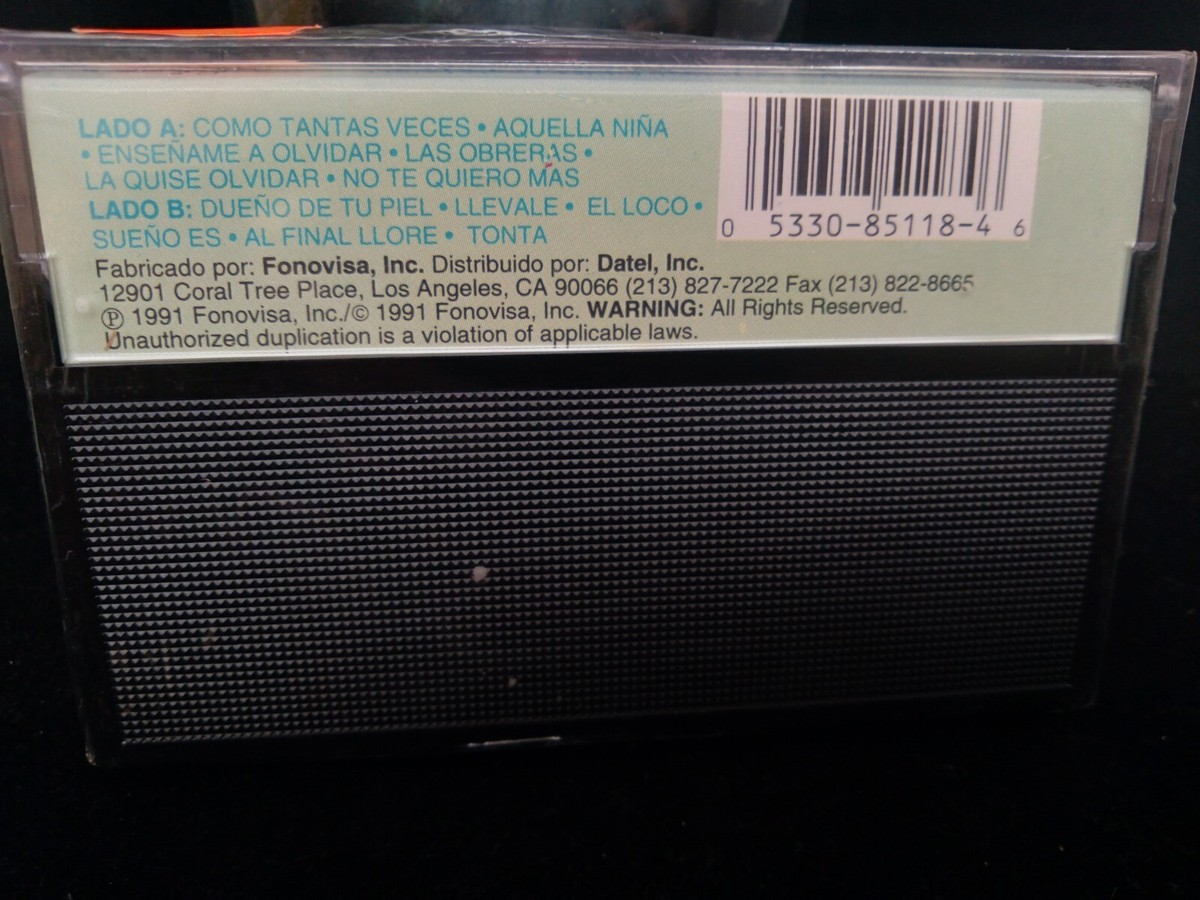 LADO A: COMO TANTAS VECES • AQUELLA NIÑA
• ENSEÑAME A OLVIDAR • LAS OBRERAS •
LA QUISE OLVIDAR • NO TE QUIERO MAS
LADO B: DUEÑO DE TU PIEL • LLEVALE • EL LOCO •
SUEÑO ES • AL FINAL LLORE • TONTA
0 5330-85118-4 6
Fabricado por: Fonovisa, Inc. Distribuido por: Datel, Inc.
12901 Coral Tree Place, Los Angeles, CA 90066 (213) 827-7222 Fax (213) 822-8665
℗ 1991 Fonovisa, Inc./© 1991 Fonovisa, Inc. WARNING: All Rights Reserved.
Unauthorized duplication is a violation of applicable laws.